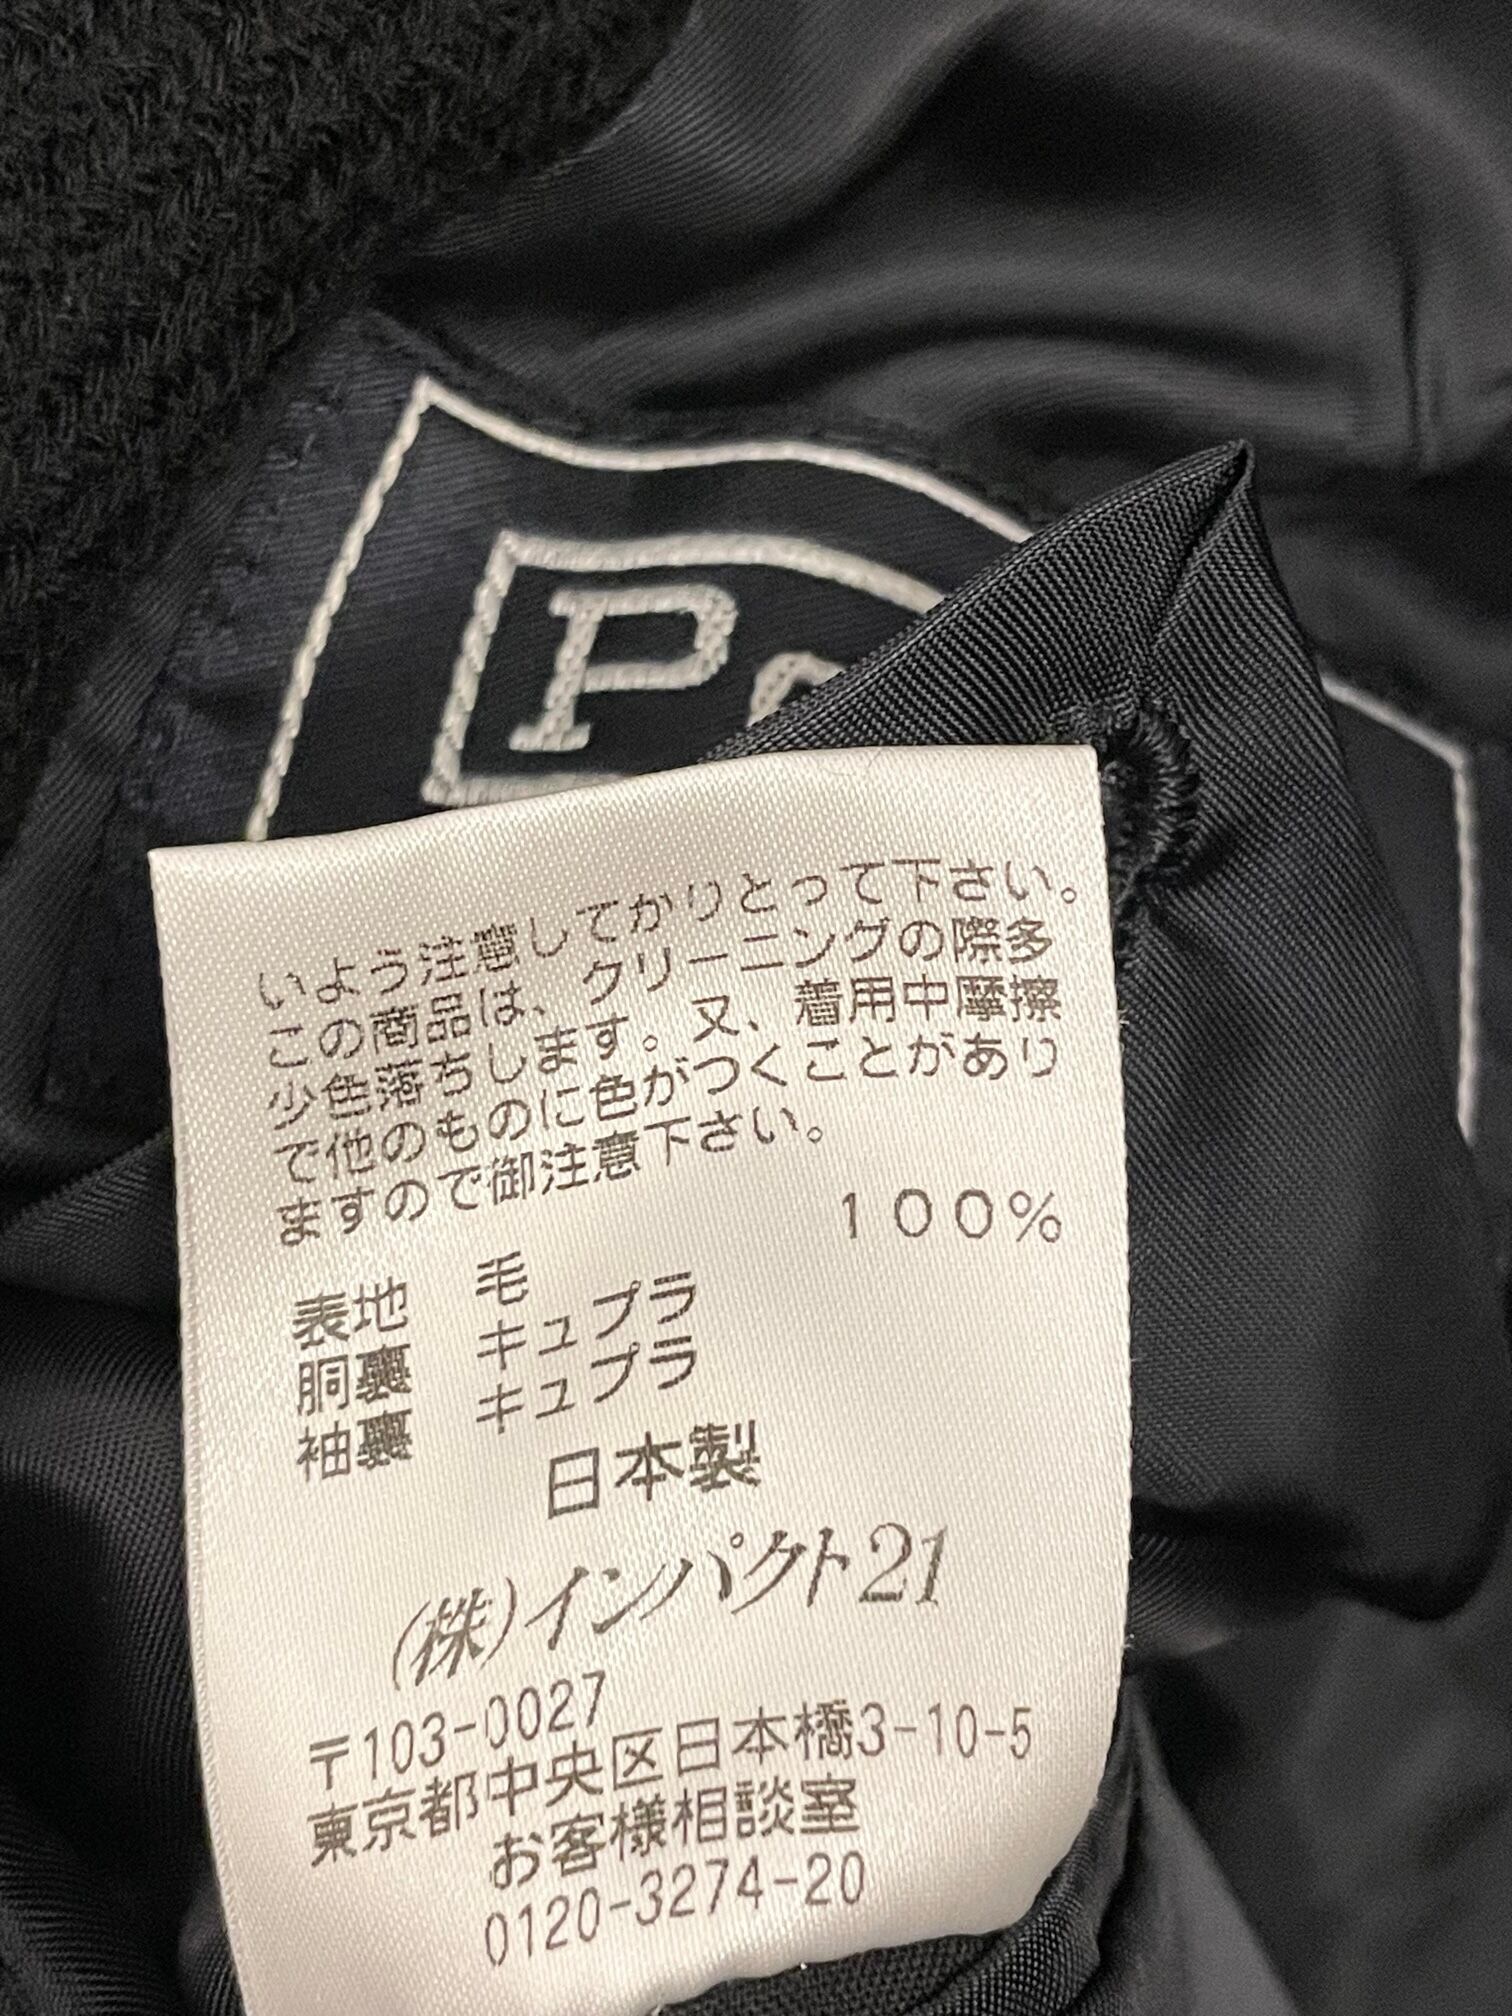 P
いよう注意してかりとって下さい。
この商品は、クリーニングの際多
少色落ちします。又、着用中摩擦
で他のものに色がつくことがあり
ますので御注意下さい。
表地 毛 100%
胴裏 キュプラ
袖裏 キュプラ
日本製
(株)インパクト21
〒103-0027
東京都中央区日本橋3-10-5
お客様相談室
0120-3274-20